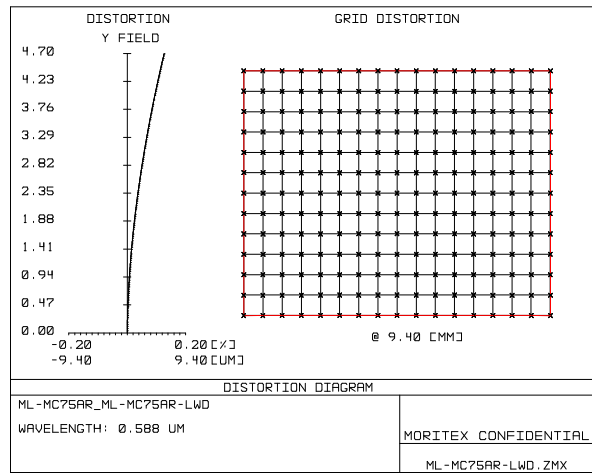 DISTORTION
Y FIELD
GRID DISTORTION
4.70
4.23
3.76
3.29
2.82
2.35
1.88
1.41
0.94
0.47
0.00
-0.20 0.20 [%]
-9.40 9.40 [UM]
@ 9.40 [MM]
DISTORTION DIAGRAM
ML-MC75AR_ML-MC75AR-LWD
WAVELENGTH: 0.588 UM
MORITEX CONFIDENTIAL
ML-MC75AR-LWD.ZMX